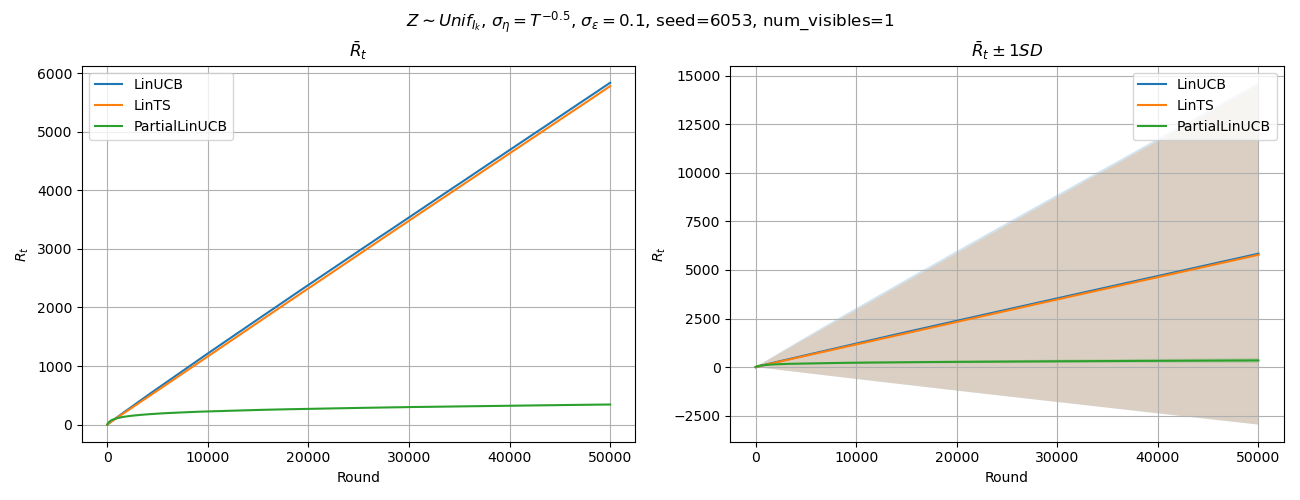 Z ∼ Unif_{I_k}, σ_η = T^{−0.5}, σ_ε = 0.1, seed=6053, num_visibles=1
R̄_t
6000
5000
4000
3000
2000
1000
0
R_t
LinUCB
LinTS
PartialLinUCB
0 10000 20000 30000 40000 50000
Round
R̄_t ± 1SD
15000
12500
10000
7500
5000
2500
0
−2500
R_t
LinUCB
LinTS
PartialLinUCB
0 10000 20000 30000 40000 50000
Round